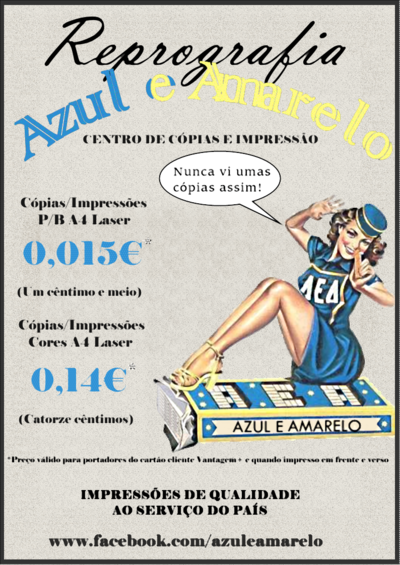 Reprografia
Azul e Amarelo
CENTRO DE CÓPIAS E IMPRESSÃO
Nunca vi umas
cópias assim!
Cópias/Impressões
P/B A4 Laser
0,015€*
(Um cêntimo e meio)
Cópias/Impressões
Cores A4 Laser
0,14€*
(Catorze cêntimos)
AEA
AEA
AZUL E AMARELO
*Preço válido para portadores do cartão cliente Vantagem+ e quando impresso em frente e verso
IMPRESSÕES DE QUALIDADE
AO SERVIÇO DO PAÍS
www.facebook.com/azuleamarelo